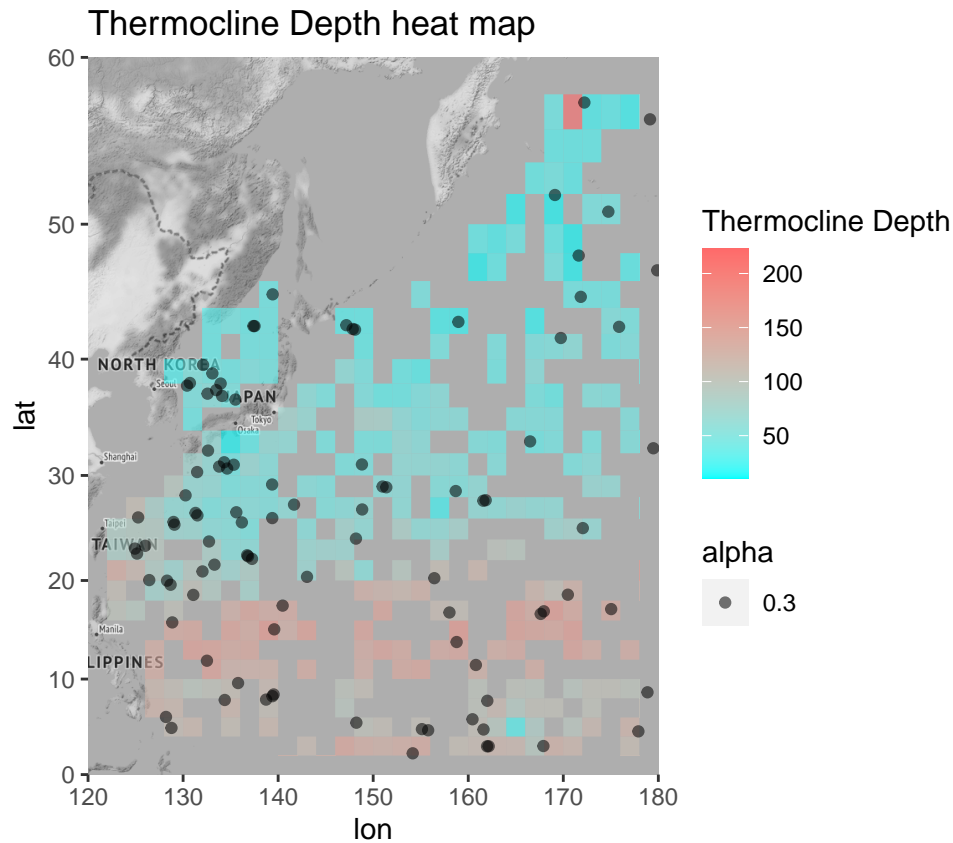 Thermocline Depth heat map
60
50
40
30
20
10
0
lat
120
130
140
150
160
170
180
lon
NORTH KOREA
Seoul
PAN
Tokyo
Osaka
Shanghai
Taipei
TAIWAN
Manila
LIPPINES
Thermocline Depth
200
150
100
50
alpha
0.3